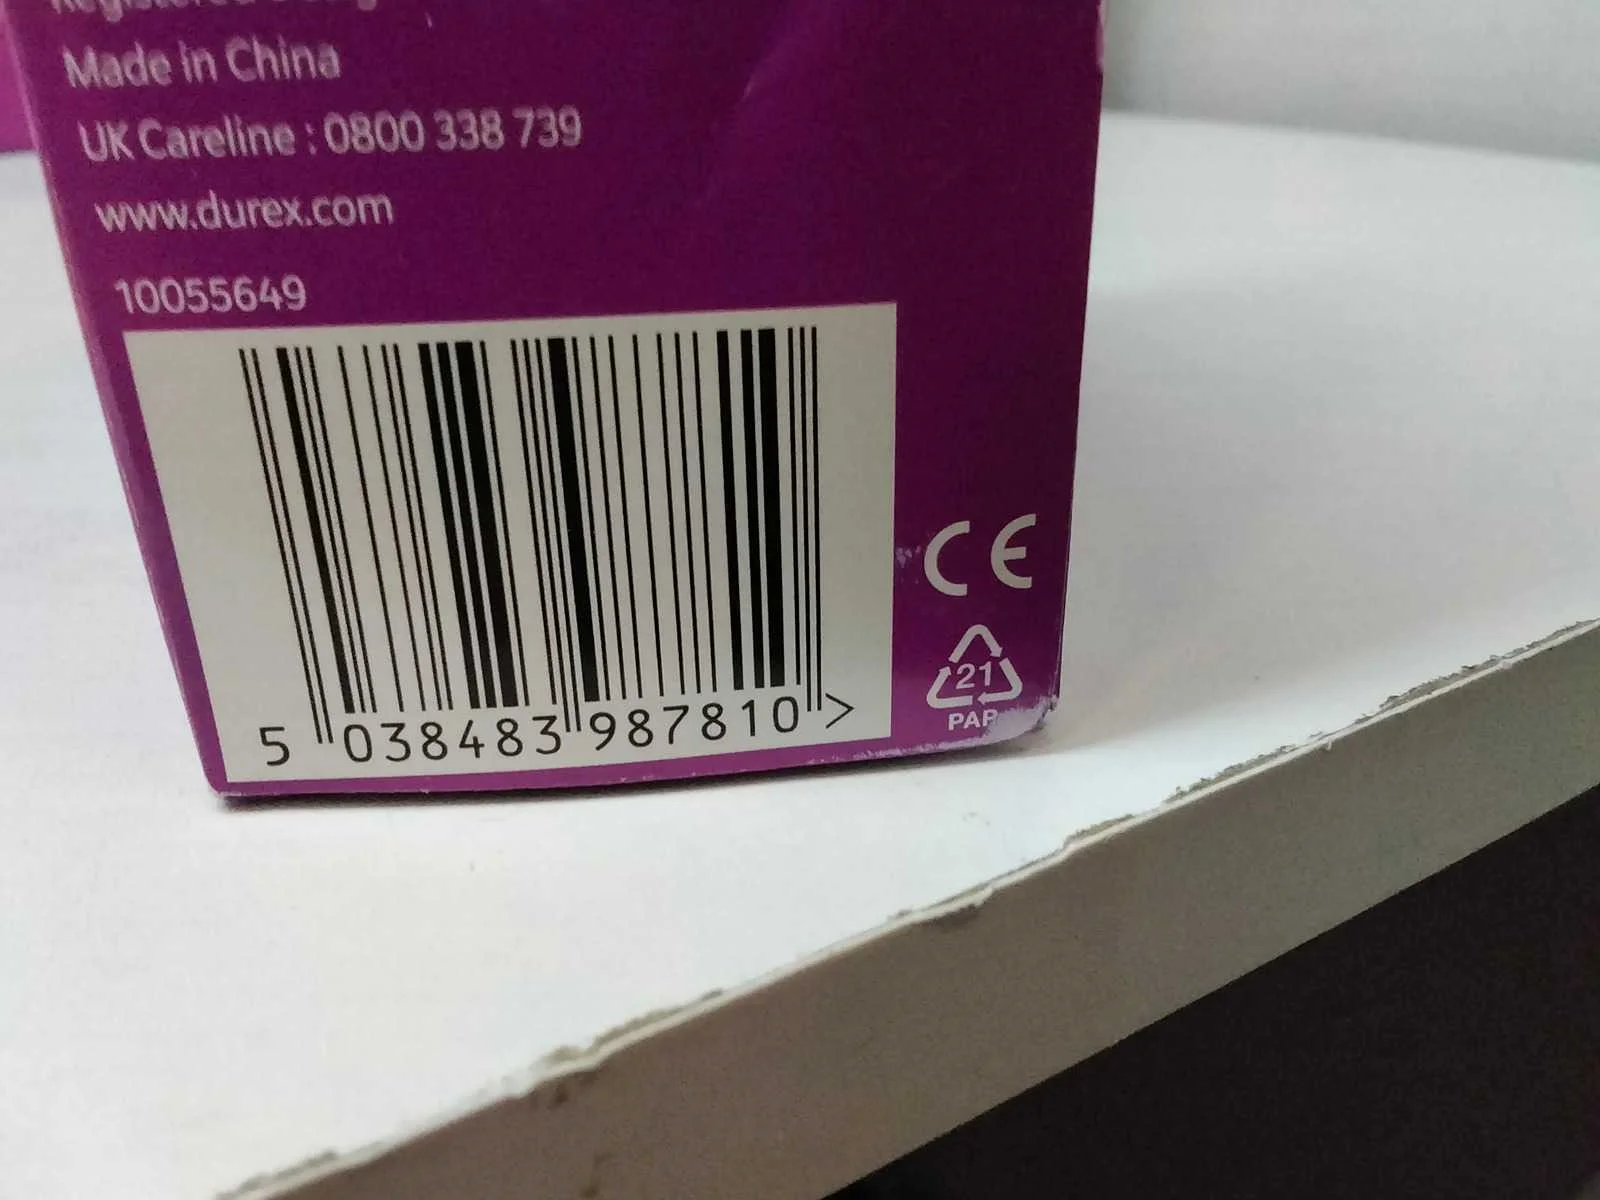 Made in China
UK Careline : 0800 338 739
www.durex.com
10055649
5 038483 987810 >
CE
21
PAP